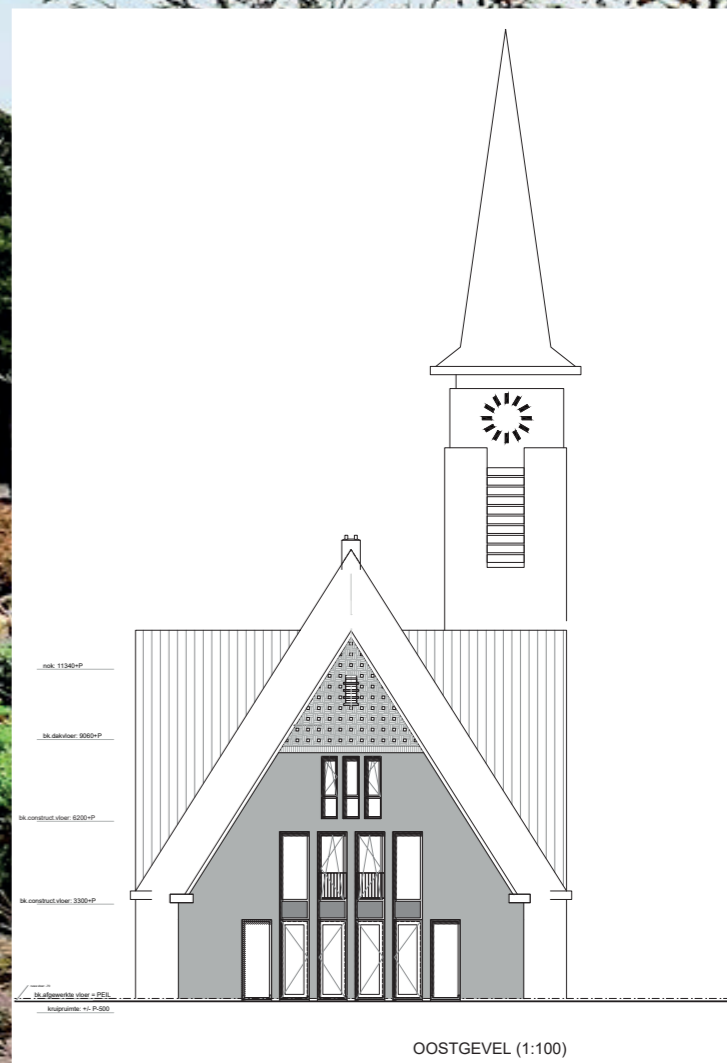 nok: 11340+P
bk.dakvloer: 9060+P
bk.construct.vloer: 6200+P
bk.construct.vloer: 3300+P
bk.afgewerkte vloer = PEIL
kruipruimte: +/- P-500
OOSTGEVEL (1:100)